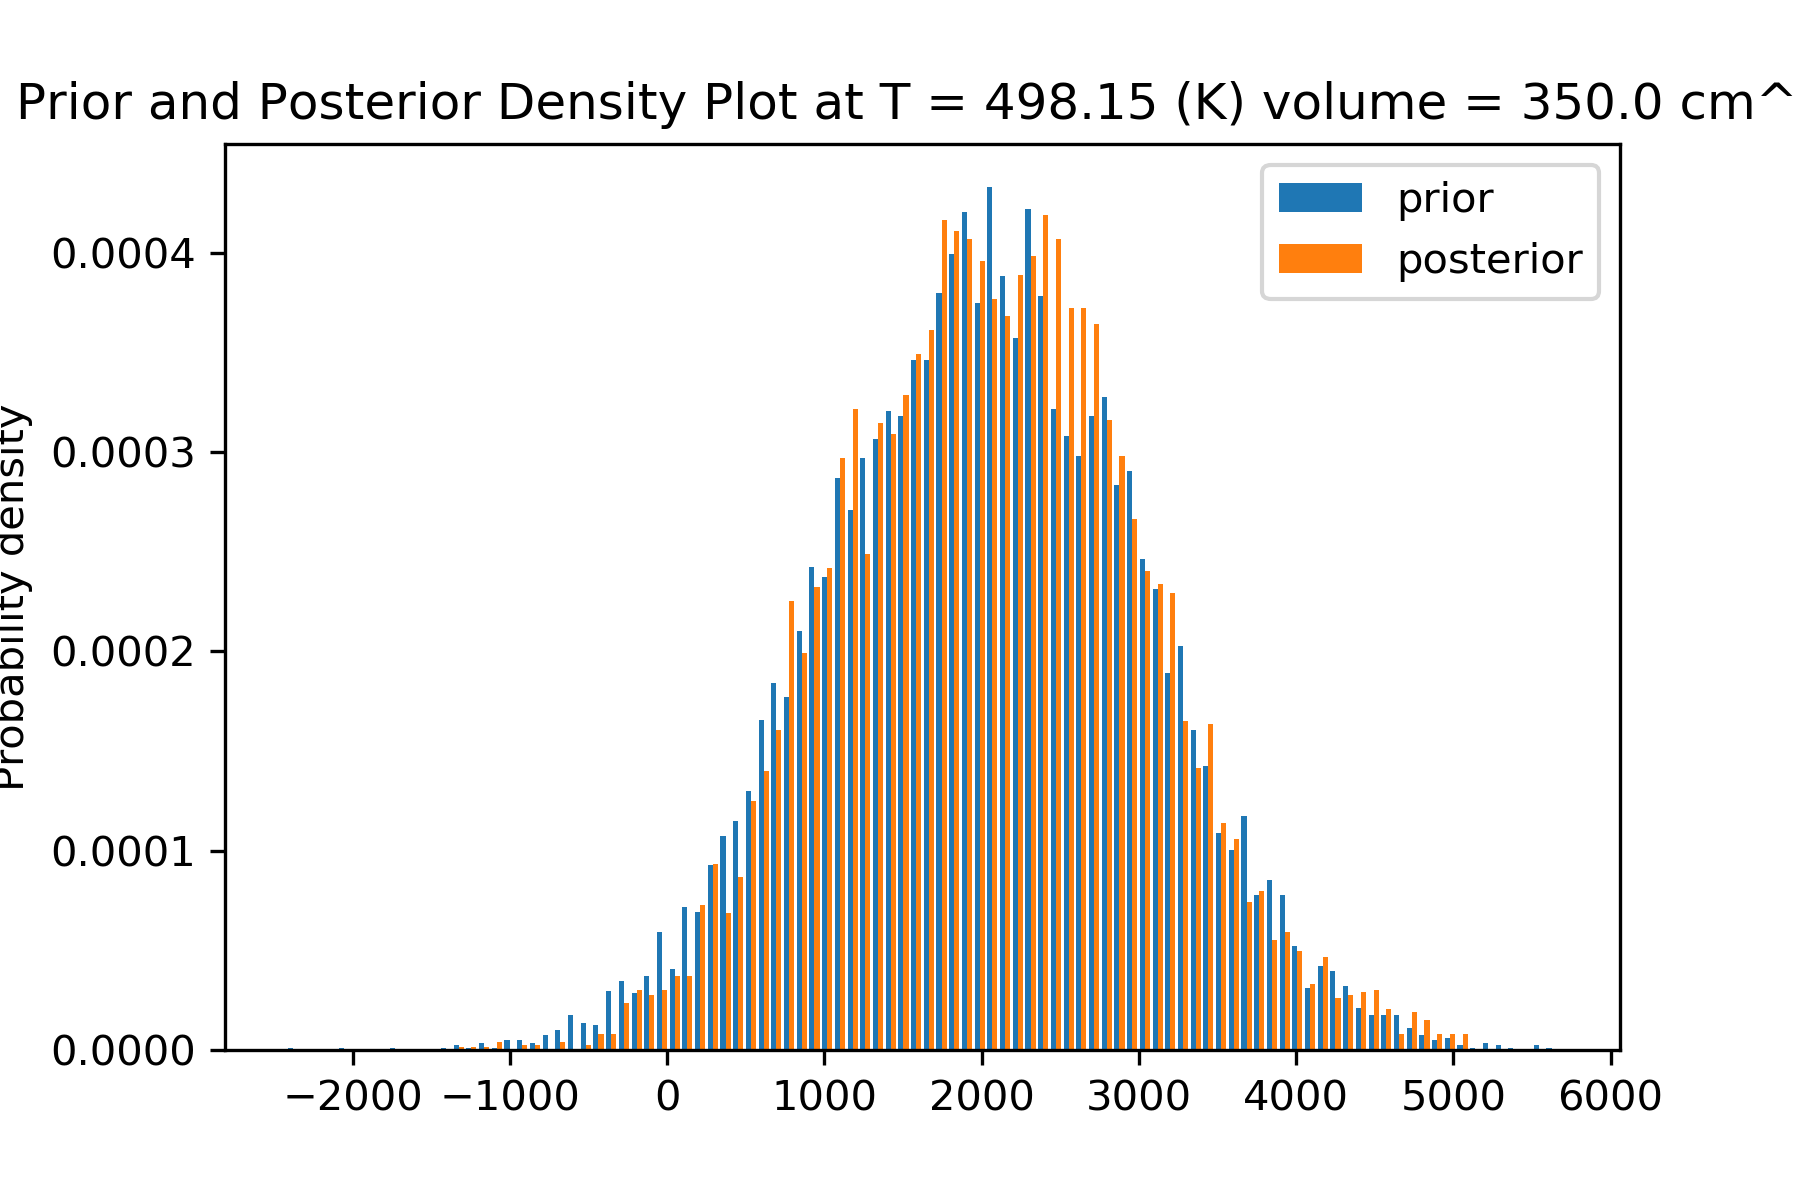 Prior and Posterior Density Plot at T = 498.15 (K) volume = 350.0 cm^
prior
posterior
Probability density
0.0004
0.0003
0.0002
0.0001
0.0000
−2000 −1000 0 1000 2000 3000 4000 5000 6000